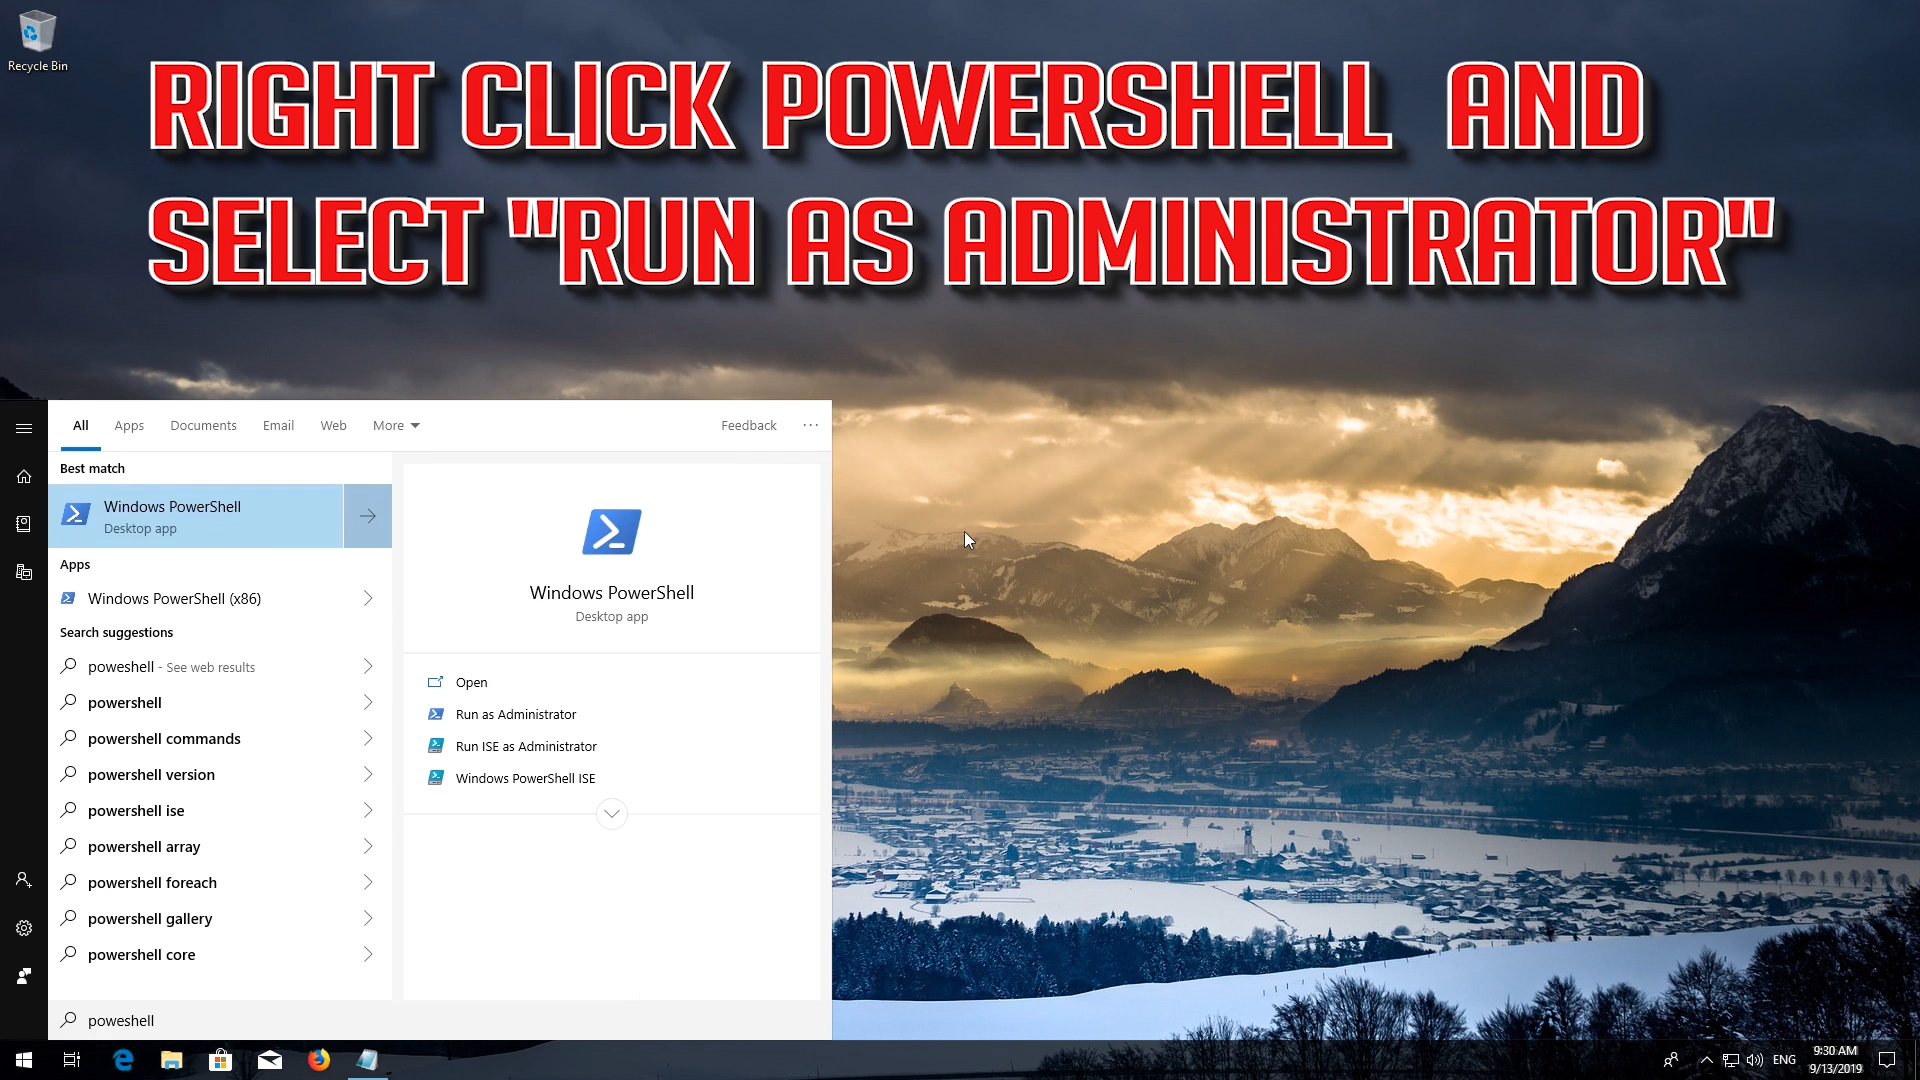 Recycle Bin
RIGHT CLICK POWERSHELL AND
SELECT "RUN AS ADMINISTRATOR"
All Apps Documents Email Web More Feedback ...
Best match
Windows PowerShell
Desktop app
Apps
Windows PowerShell (x86)
Search suggestions
poweshell - See web results
powershell
powershell commands
powershell version
powershell ise
powershell array
powershell foreach
powershell gallery
powershell core
Windows PowerShell
Desktop app
Open
Run as Administrator
Run ISE as Administrator
Windows PowerShell ISE
poweshell
ENG
9:30 AM
9/13/2019